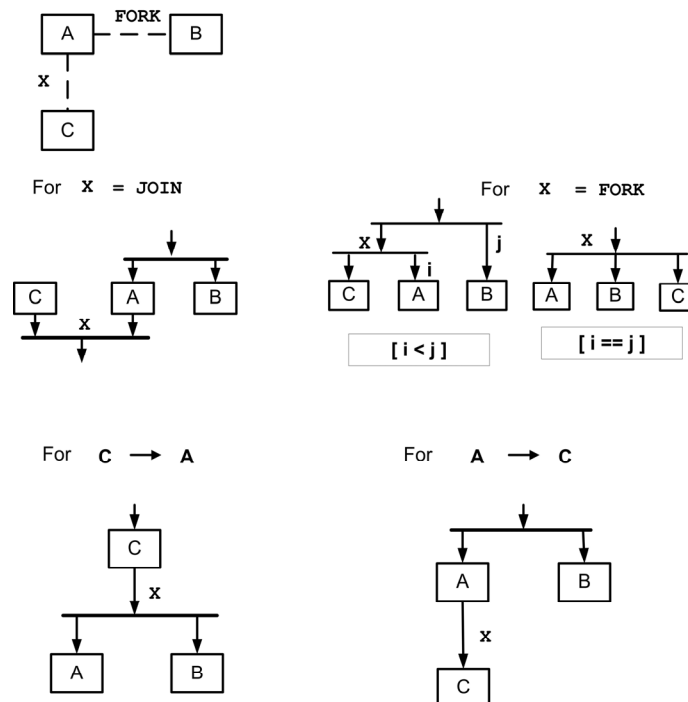 FORK
A B
X
C
For X = JOIN
For X = FORK
X j
X
C A B
X
i
C A B
A B C
[ i < j ]
[ i == j ]
For C → A
For A → C
C
X
A B
A B
X
C